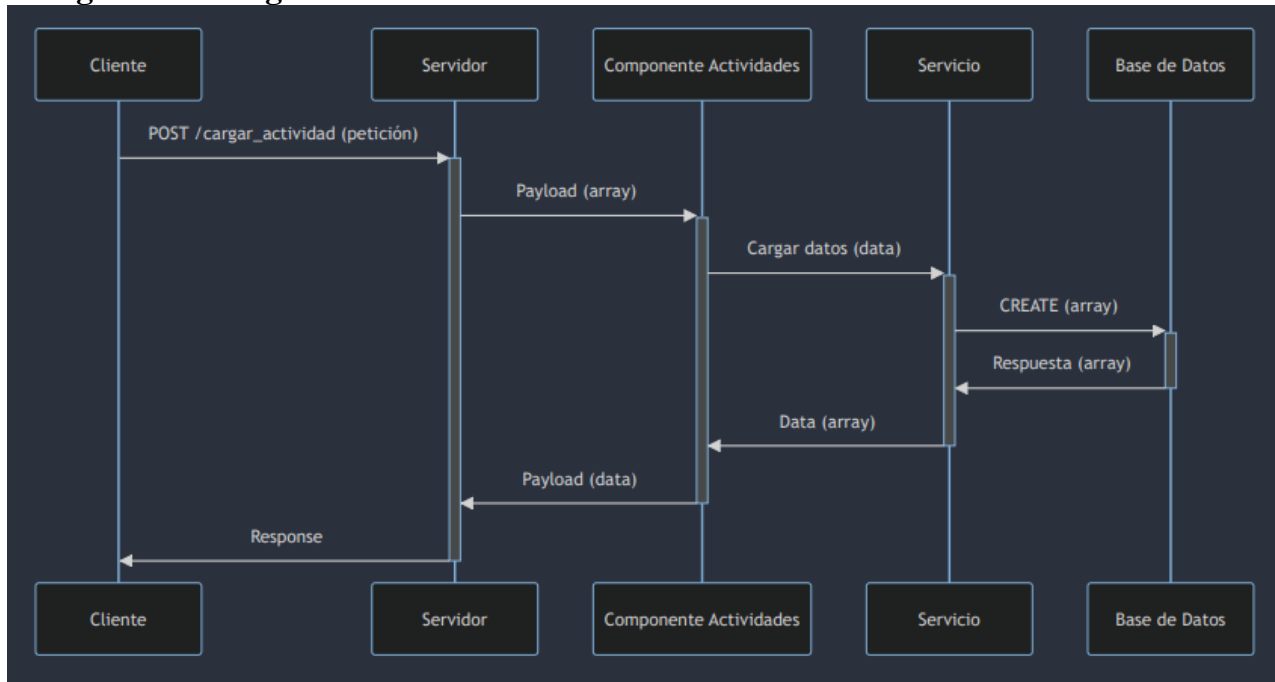 Cliente
Servidor
Componente Actividades
Servicio
Base de Datos
POST /cargar_actividad (petición)
Payload (array)
Cargar datos (data)
CREATE (array)
Respuesta (array)
Data (array)
Payload (data)
Response
Cliente
Servidor
Componente Actividades
Servicio
Base de Datos